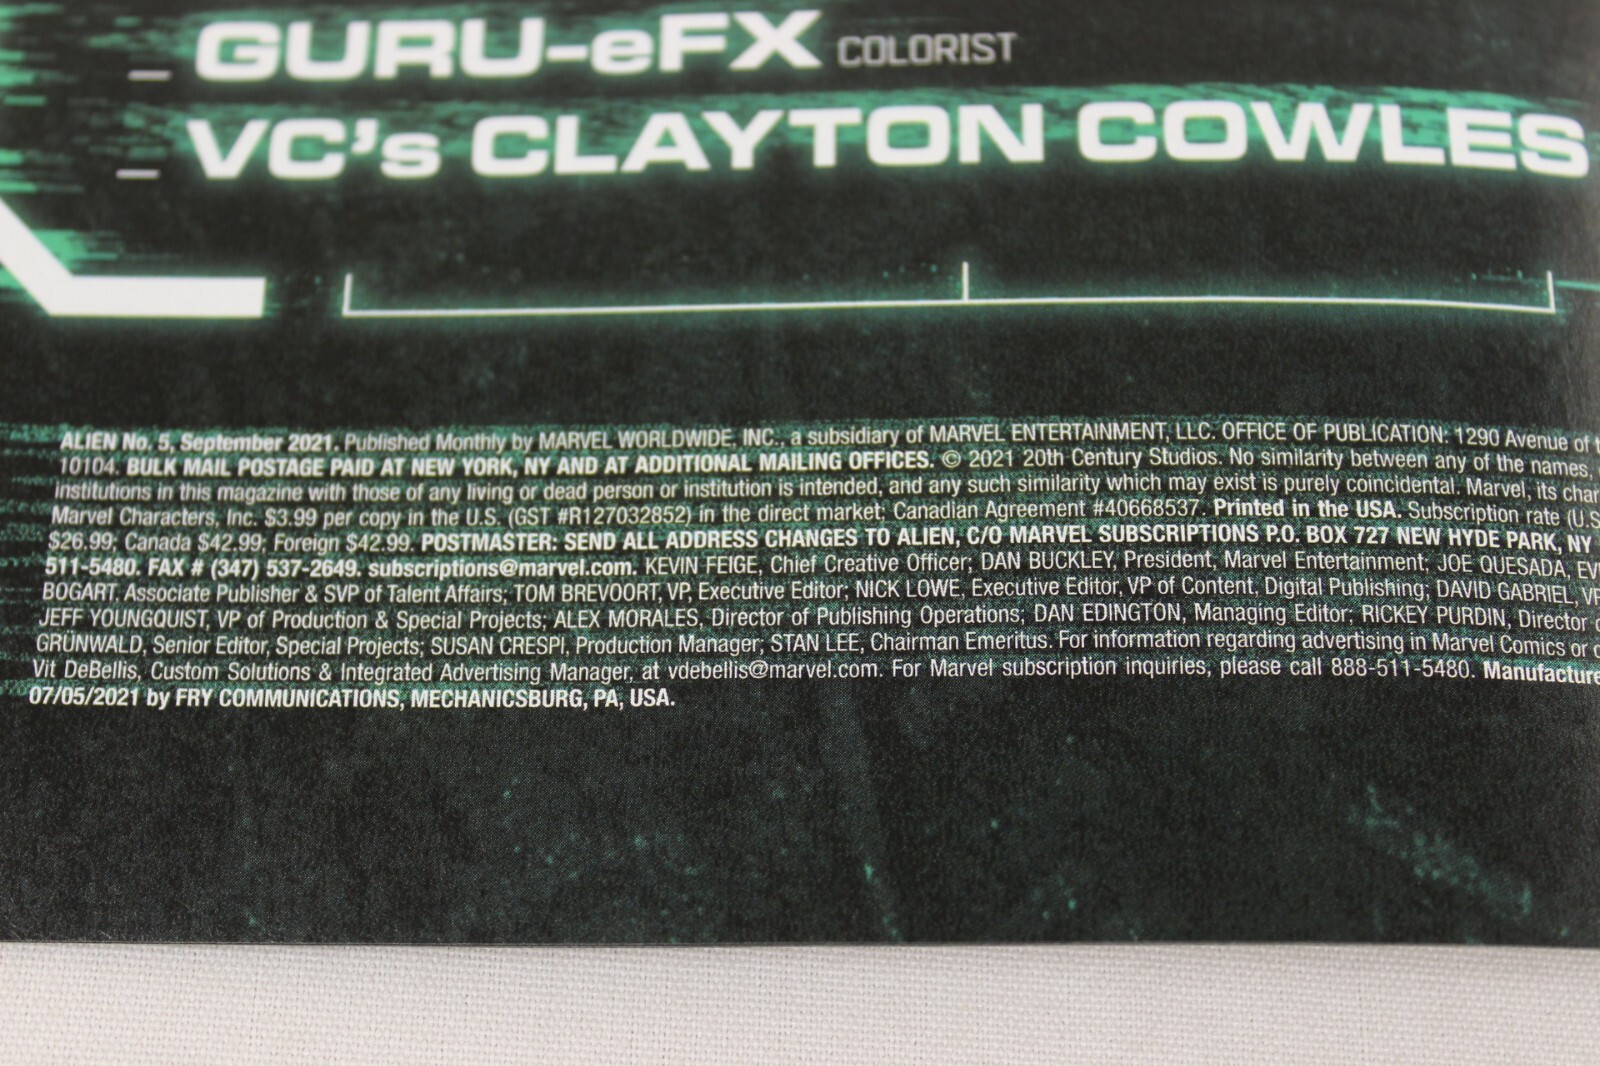 GURU-eFX COLORIST
VC's CLAYTON COWLES
ALIEN No. 5, September 2021. Published Monthly by MARVEL WORLDWIDE, INC., a subsidiary of MARVEL ENTERTAINMENT, LLC. OFFICE OF PUBLICATION: 1290 Avenue of
10104. BULK MAIL POSTAGE PAID AT NEW YORK, NY AND AT ADDITIONAL MAILING OFFICES. © 2021 20th Century Studios. No similarity between any of the names,
institutions in this magazine with those of any living or dead person or institution is intended, and any such similarity which may exist is purely coincidental. Marvel, its char
Marvel Characters, Inc. $3.99 per copy in the U.S. (GST #R127032852) in the direct market; Canadian Agreement #40668537. Printed in the USA. Subscription rate (U.S
$26.99; Canada $42.99; Foreign $42.99. POSTMASTER: SEND ALL ADDRESS CHANGES TO ALIEN, C/O MARVEL SUBSCRIPTIONS P.O. BOX 727 NEW HYDE PARK, NY
511-5480. FAX # (347) 537-2649. subscriptions@marvel.com. KEVIN FEIGE, Chief Creative Officer; DAN BUCKLEY, President, Marvel Entertainment; JOE QUESADA, EV
BOGART, Associate Publisher & SVP of Talent Affairs; TOM BREVOORT, VP, Executive Editor; NICK LOWE, Executive Editor, VP of Content, Digital Publishing; DAVID GABRIEL, VP
JEFF YOUNGQUIST, VP of Production & Special Projects; ALEX MORALES, Director of Publishing Operations; DAN EDINGTON, Managing Editor; RICKEY PURDIN, Director
GRÜNWALD, Senior Editor, Special Projects; SUSAN CRESPI, Production Manager; STAN LEE, Chairman Emeritus. For information regarding advertising in Marvel Comics or
Vit DeBellis, Custom Solutions & Integrated Advertising Manager, at vdebellis@marvel.com. For Marvel subscription inquiries, please call 888-511-5480. Manufacture
07/05/2021 by FRY COMMUNICATIONS, MECHANICSBURG, PA, USA.